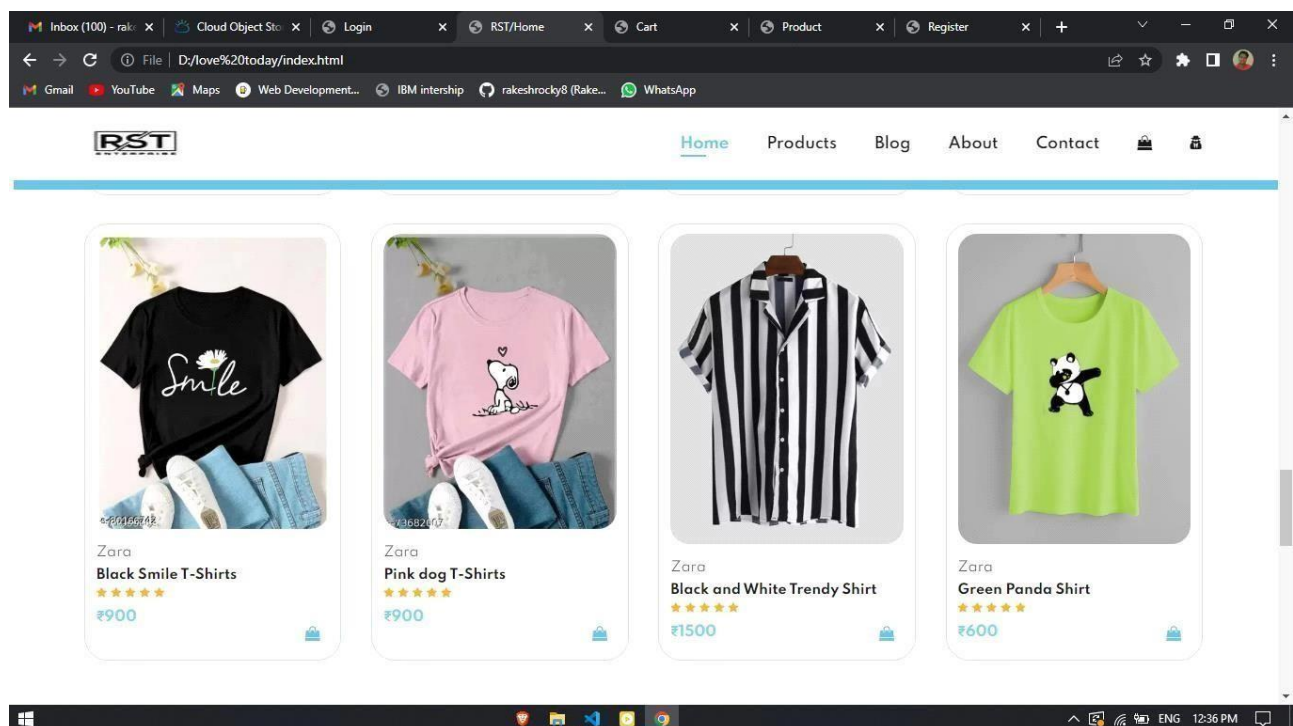 Inbox (100) - rake
Cloud Object Sto
Login
RST/Home
Cart
Product
Register
File
D:/love%20today/index.html
Gmail
YouTube
Maps
Web Development...
IBM intership
rakeshrocky8 (Rake...
WhatsApp
RST
ENTERPRISE
Home
Products
Blog
About
Contact
Smile
s-80166742
Zara
Black Smile T-Shirts
₹900
Zara
Pink dog T-Shirts
₹900
Zara
Black and White Trendy Shirt
₹1500
Zara
Green Panda Shirt
₹600
ENG
12:36 PM